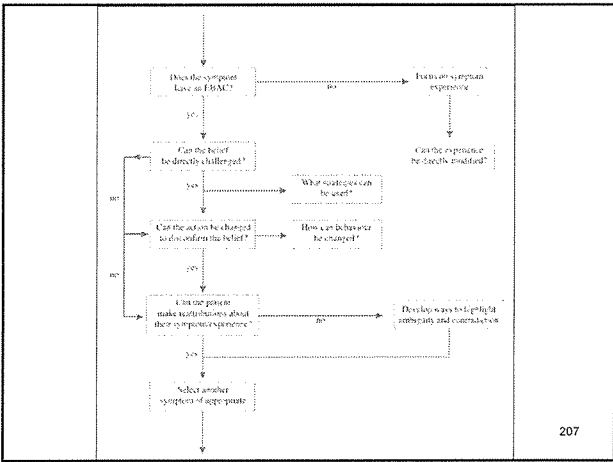 Does the symptom
have an EBAC?
no
Focus on symptom
experience
yes
Can the belief
be directly challenged?
Can the experience
be directly modified?
yes
What strategies can
be used?
no
Can the action be changed
to disconfirm the belief?
How can behaviour
be changed?
no
yes
Can the patient
make reattributions about
their symptom/experience?
no
Develop ways to highlight
ambiguity and contradiction
yes
Select another
symptom if appropriate
207